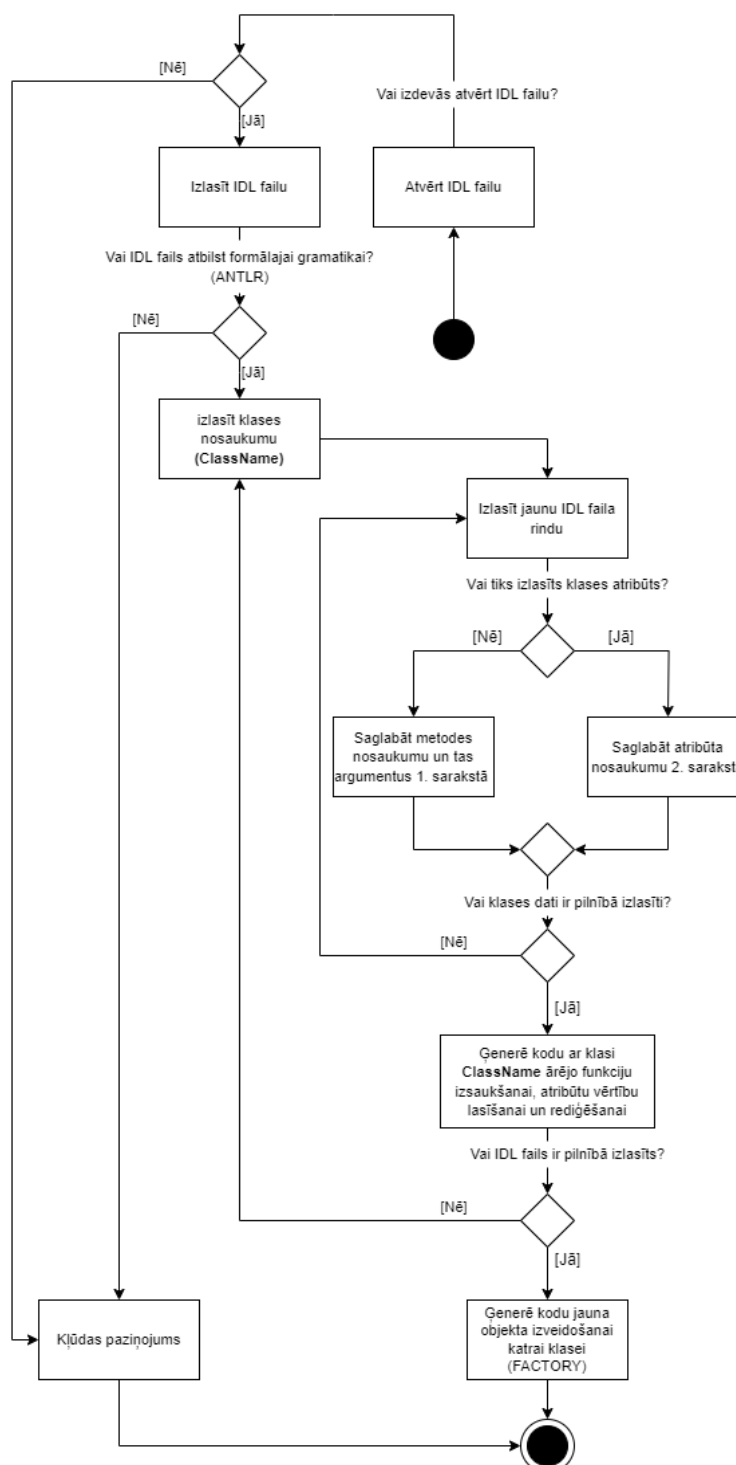 [Nē]
Vai izdevās atvērt IDL failu?
[Jā]
Izlasīt IDL failu
Atvērt IDL failu
Vai IDL fails atbilst formālajai gramatikai?
(ANTLR)
[Nē]
[Jā]
izlasīt klases
nosaukumu
(ClassName)
Izlasīt jaunu IDL faila
rindu
Vai tiks izlasīts klases atribūts?
[Nē]
[Jā]
Saglabāt metodes
nosaukumu un tas
argumentus 1. sarakstā
Saglabāt atribūta
nosaukumu 2. sarakst
Vai klases dati ir pilnībā izlasīti?
[Nē]
[Jā]
Ģenerē kodu ar klasi
ClassName ārējo funkciju
izsaukšanai, atribūtu vērtību
lasīšanai un rediģēšanai
Vai IDL fails ir pilnībā izlasīts?
[Nē]
[Jā]
Kļūdas paziņojums
Ģenerē kodu jauna
objekta izveidošanai
katrai klasei
(FACTORY)